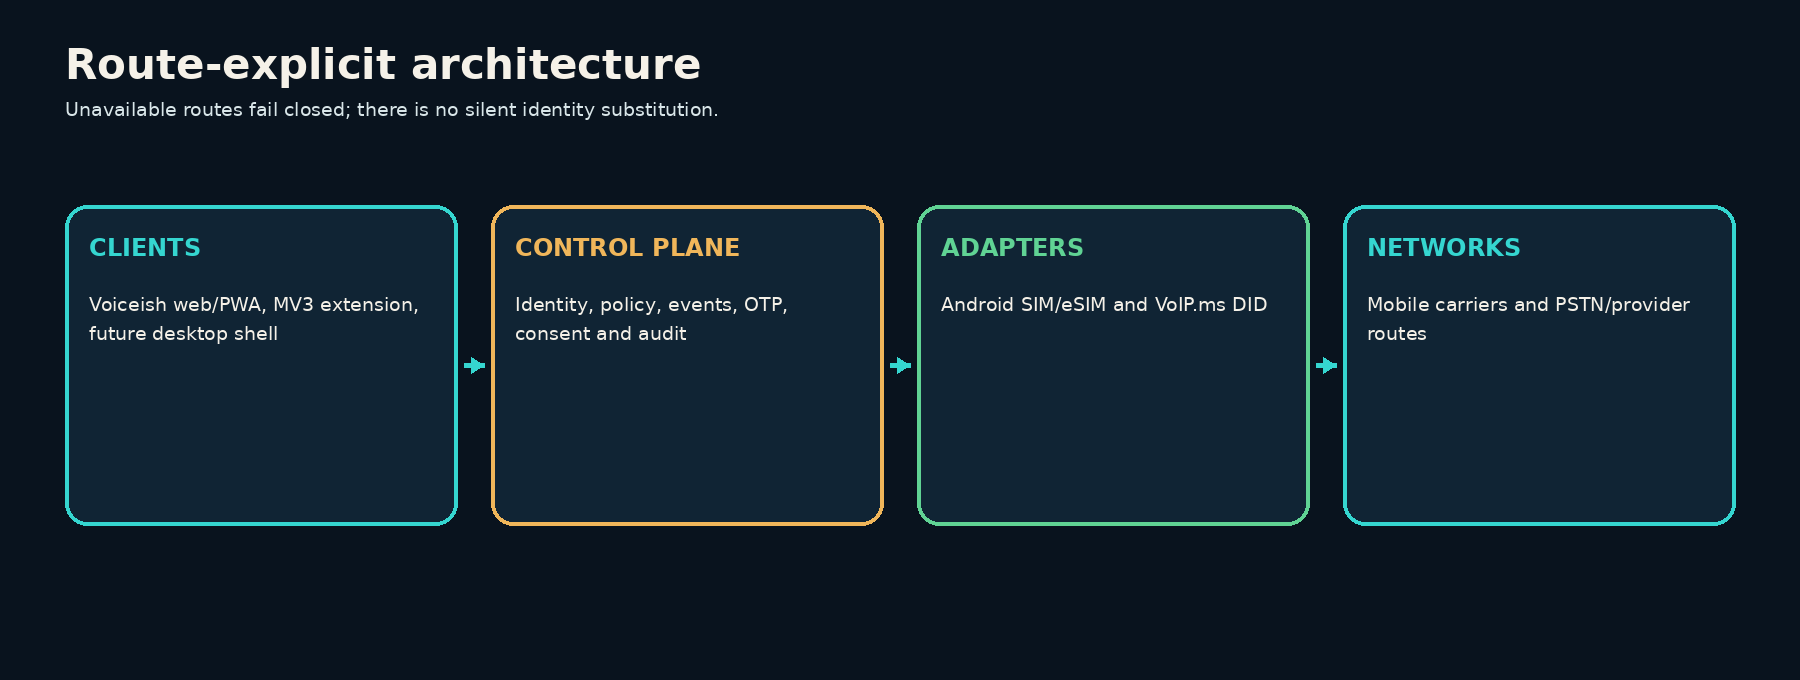 Route-explicit architecture
Unavailable routes fail closed; there is no silent identity substitution.
CLIENTS
Voiceish web/PWA, MV3 extension,
future desktop shell
CONTROL PLANE
Identity, policy, events, OTP,
consent and audit
ADAPTERS
Android SIM/eSIM and VoIP.ms DID
NETWORKS
Mobile carriers and PSTN/provider
routes